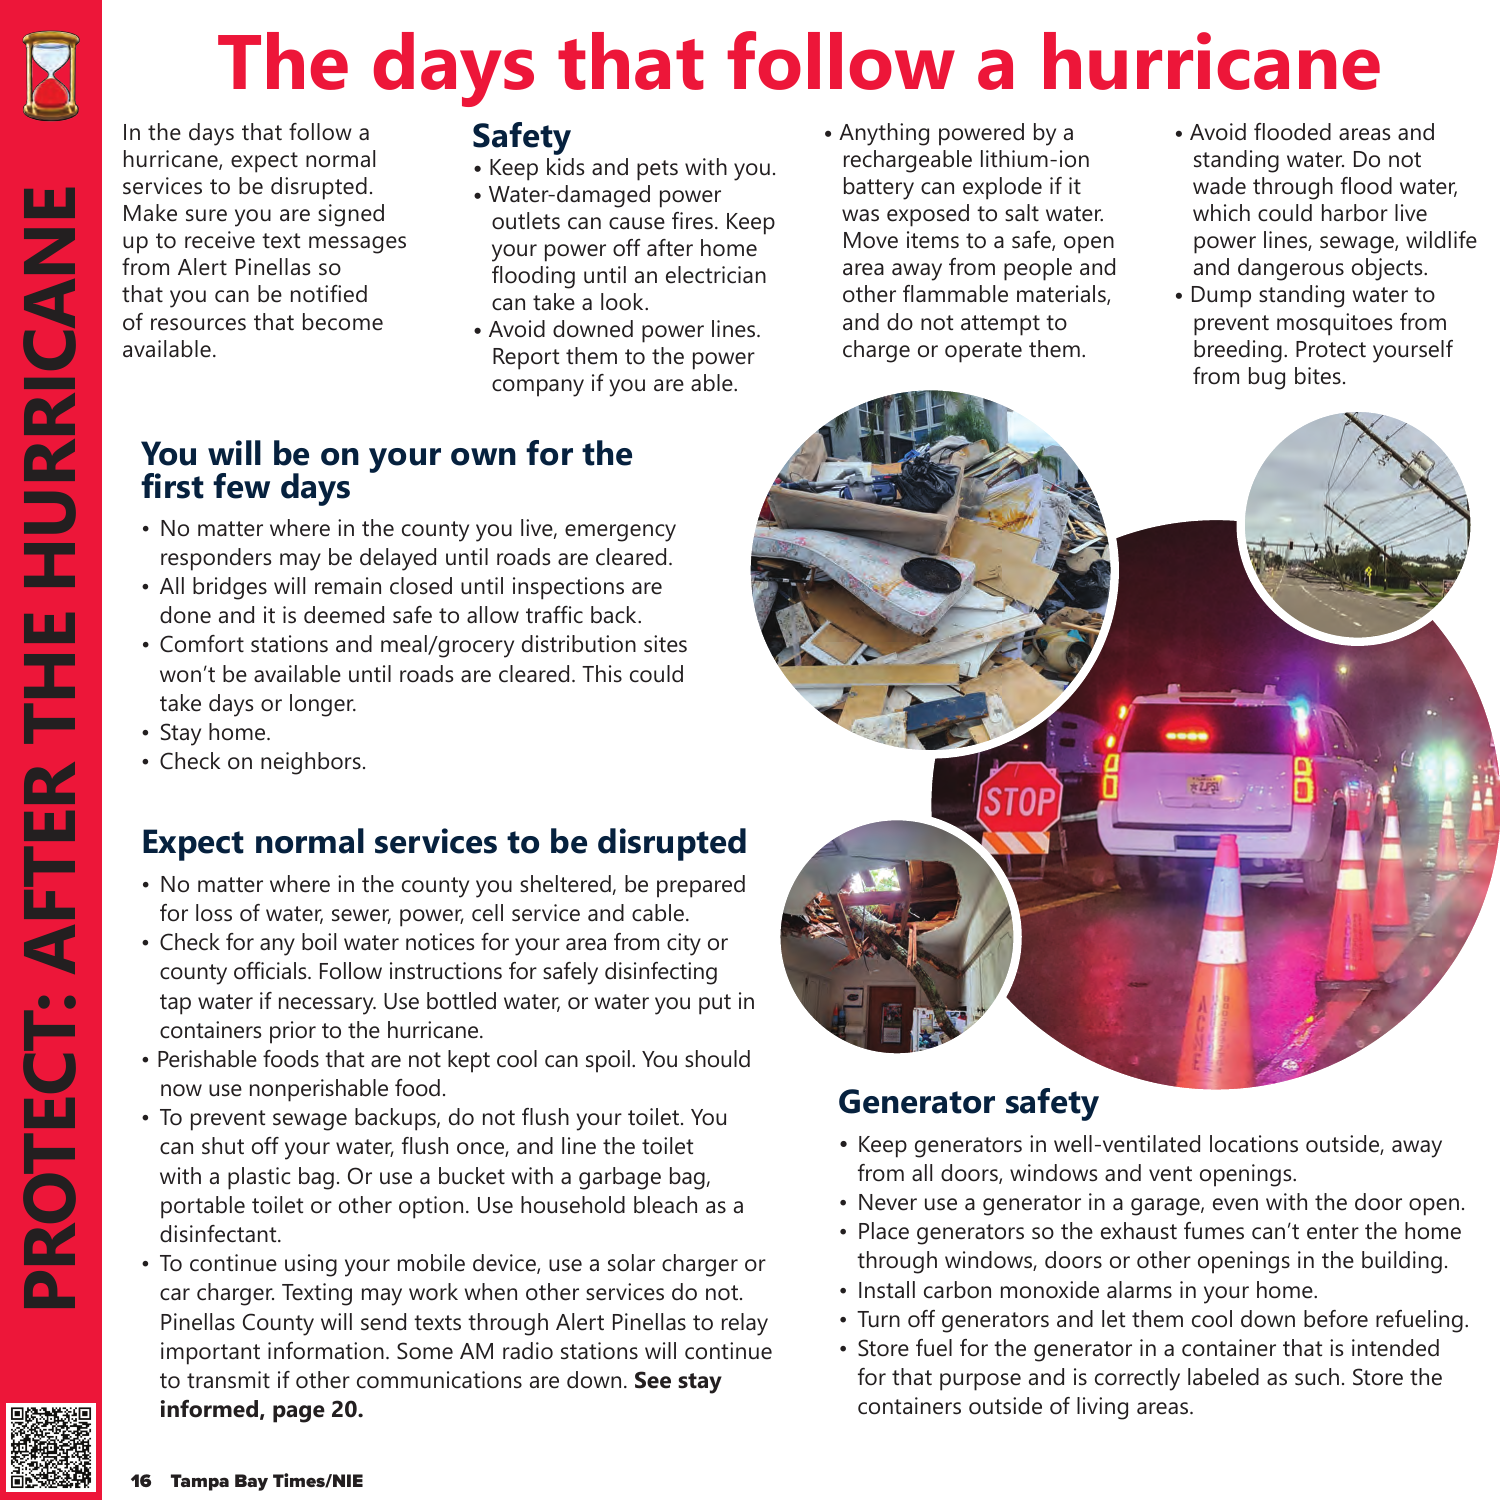 PROTECT: AFTER THE HURRICANE
The days that follow a hurricane
In the days that follow a
hurricane, expect normal
services to be disrupted.
Make sure you are signed
up to receive text messages
from Alert Pinellas so
that you can be notified
of resources that become
available.
Safety
• Keep kids and pets with you.
• Water-damaged power
outlets can cause fires. Keep
your power off after home
flooding until an electrician
can take a look.
• Avoid downed power lines.
Report them to the power
company if you are able.
• Anything powered by a
rechargeable lithium-ion
battery can explode if it
was exposed to salt water.
Move items to a safe, open
area away from people and
other flammable materials,
and do not attempt to
charge or operate them.
• Avoid flooded areas and
standing water. Do not
wade through flood water,
which could harbor live
power lines, sewage, wildlife
and dangerous objects.
• Dump standing water to
prevent mosquitoes from
breeding. Protect yourself
from bug bites.
You will be on your own for the
first few days
• No matter where in the county you live, emergency
responders may be delayed until roads are cleared.
• All bridges will remain closed until inspections are
done and it is deemed safe to allow traffic back.
• Comfort stations and meal/grocery distribution sites
won't be available until roads are cleared. This could
take days or longer.
• Stay home.
• Check on neighbors.
Expect normal services to be disrupted
• No matter where in the county you sheltered, be prepared
for loss of water, sewer, power, cell service and cable.
• Check for any boil water notices for your area from city or
county officials. Follow instructions for safely disinfecting
tap water if necessary. Use bottled water, or water you put in
containers prior to the hurricane.
• Perishable foods that are not kept cool can spoil. You should
now use nonperishable food.
• To prevent sewage backups, do not flush your toilet. You
can shut off your water, flush once, and line the toilet
with a plastic bag. Or use a bucket with a garbage bag,
portable toilet or other option. Use household bleach as a
disinfectant.
• To continue using your mobile device, use a solar charger or
car charger. Texting may work when other services do not.
Pinellas County will send texts through Alert Pinellas to relay
important information. Some AM radio stations will continue
to transmit if other communications are down. See stay
informed, page 20.
STOP
ACME
ACME
Generator safety
• Keep generators in well-ventilated locations outside, away
from all doors, windows and vent openings.
• Never use a generator in a garage, even with the door open.
• Place generators so the exhaust fumes can't enter the home
through windows, doors or other openings in the building.
• Install carbon monoxide alarms in your home.
• Turn off generators and let them cool down before refueling.
• Store fuel for the generator in a container that is intended
for that purpose and is correctly labeled as such. Store the
containers outside of living areas.
16 Tampa Bay Times/NIE